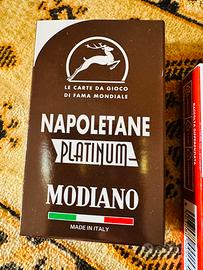 LE CARTE DA GIOCO
DI FAMA MONDIALE
NAPOLETANE
PLATINUM
MODIANO
MADE IN ITALY